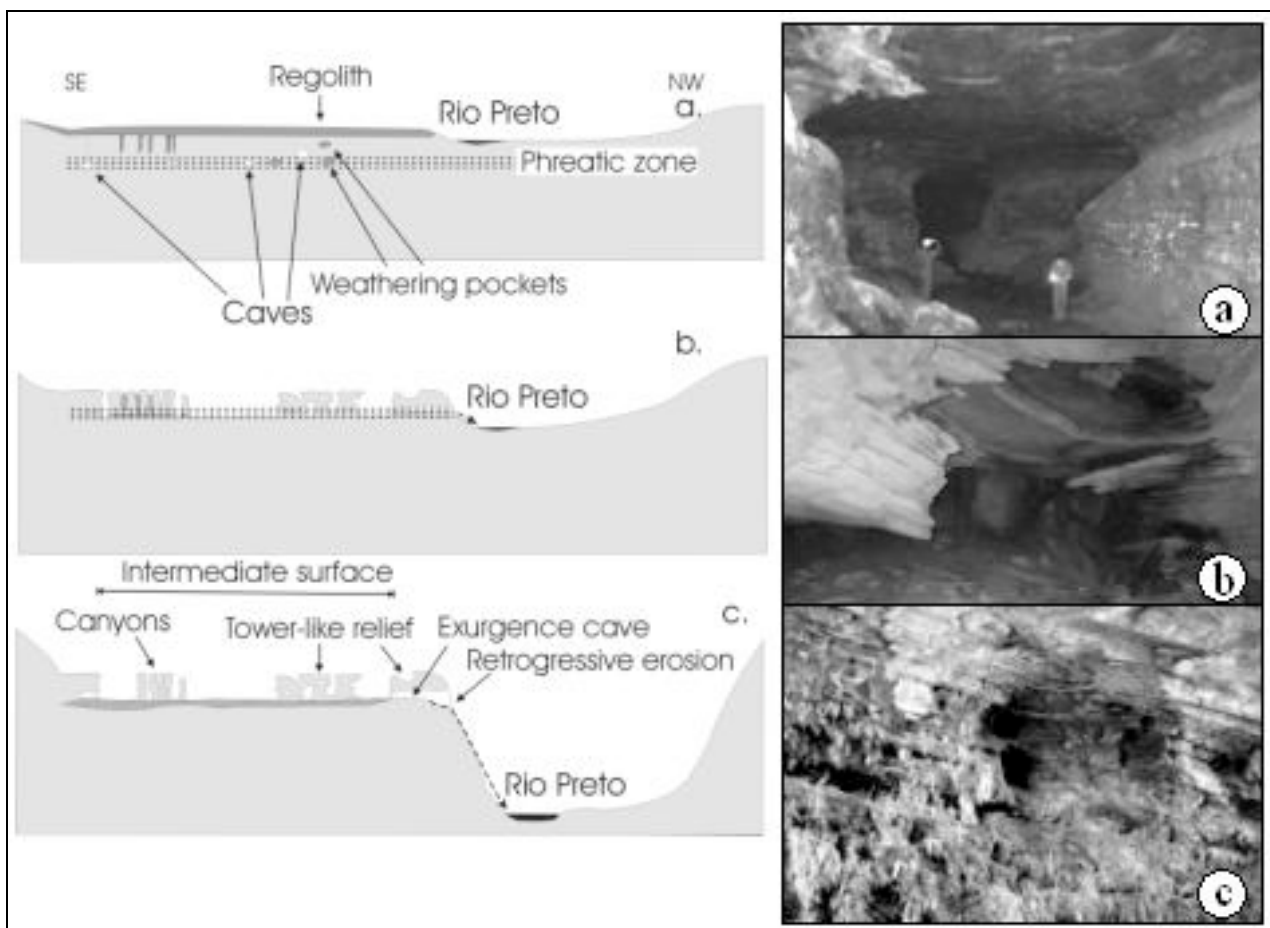 SE
Regolith
NW
a.
Rio Preto
Phreatic zone
Weathering pockets
Caves
b.
Rio Preto
Intermediate surface
Canyons
Tower-like relief
Exurgence cave
c.
Retrogressive erosion
Rio Preto
a
b
c